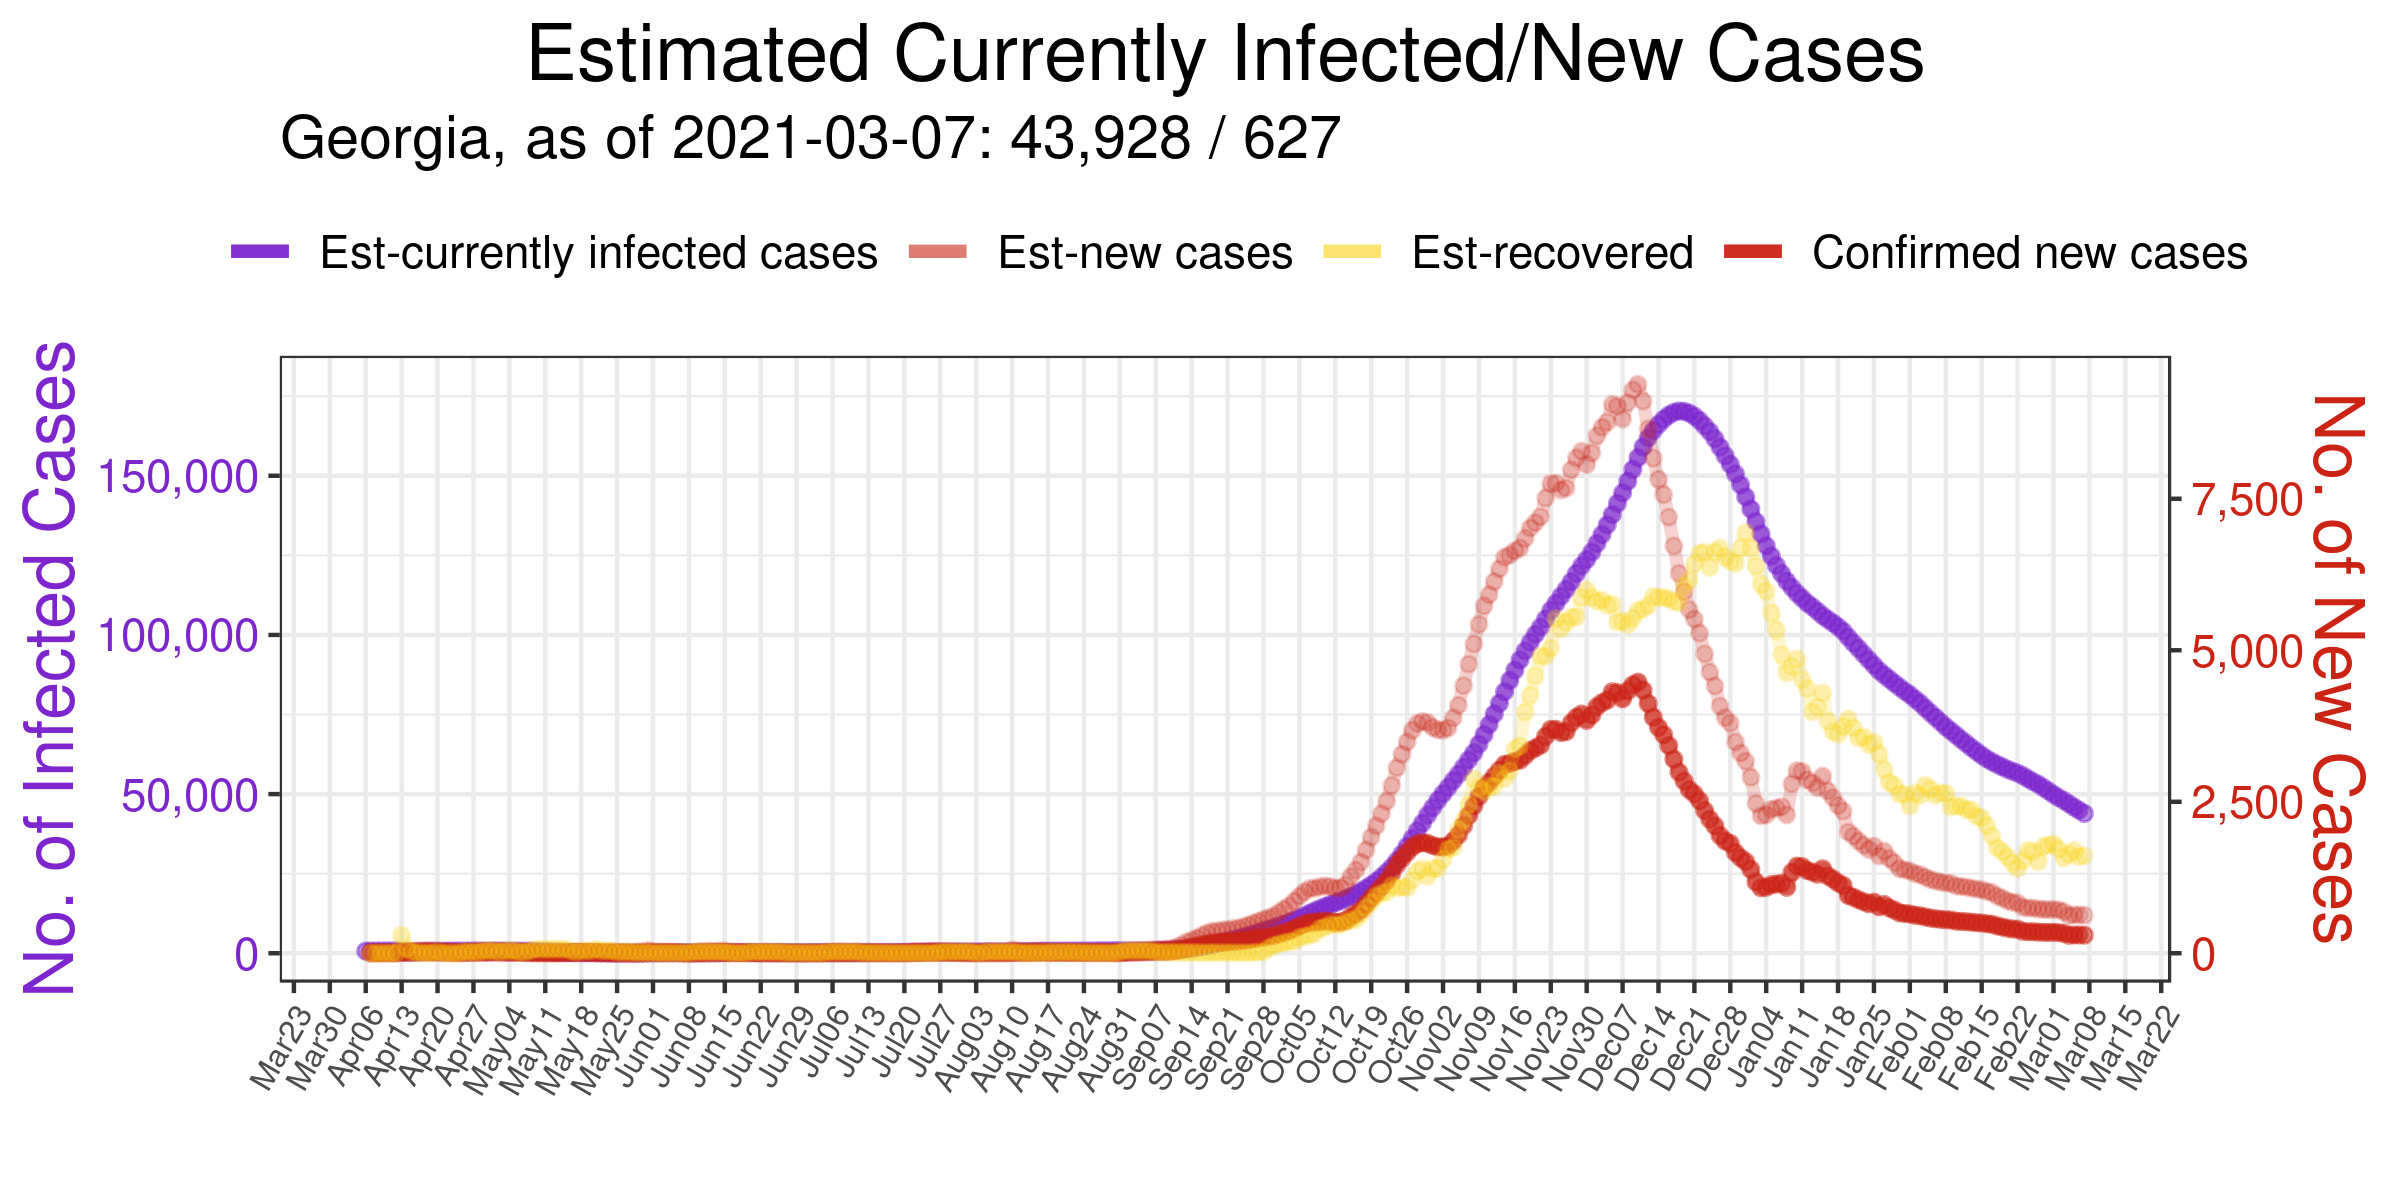 Estimated Currently Infected/New Cases
Georgia, as of 2021-03-07: 43,928 / 627
Est-currently infected cases Est-new cases Est-recovered Confirmed new cases
No. of Infected Cases
150,000
100,000
50,000
0
7,500
5,000
2,500
0
No. of New Cases
Mar23 Mar30 Apr06 Apr13 Apr20 Apr27 May04 May11 May18 May25 Jun01 Jun08 Jun15 Jun22 Jun29 Jul06 Jul13 Jul20 Jul27 Aug03 Aug10 Aug17 Aug24 Aug31 Sep07 Sep14 Sep21 Sep28 Oct05 Oct12 Oct19 Oct26 Nov02 Nov09 Nov16 Nov23 Nov30 Dec07 Dec14 Dec21 Dec28 Jan04 Jan11 Jan18 Jan25 Feb01 Feb08 Feb15 Feb22 Mar01 Mar08 Mar15 Mar22